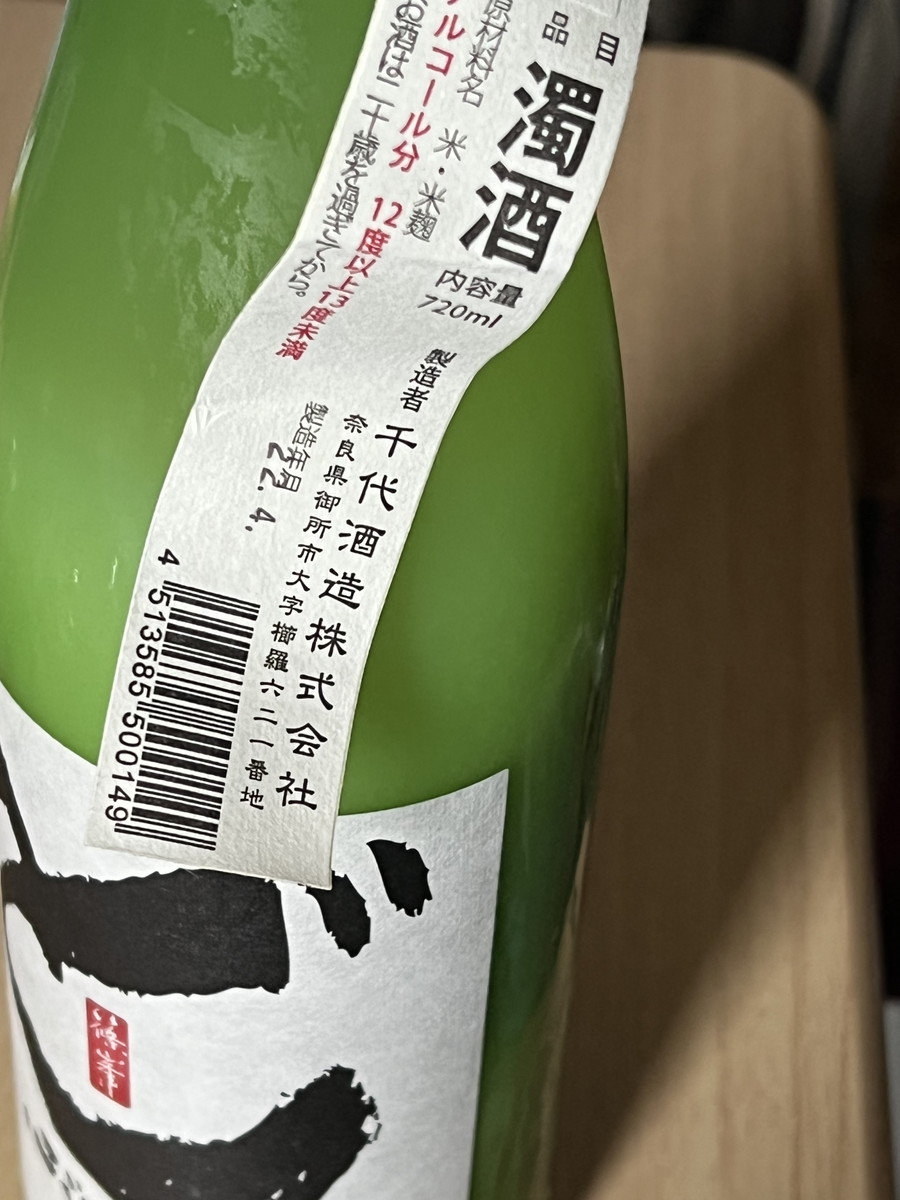 品目
濁酒
原材料名 米・米麹
アルコール分 12度以上13度未満
お酒は二十歳を過ぎてから。
内容量
720ml
製造者 千代酒造株式会社
奈良県御所市大字櫛羅六二一番地
製造年月
22. 4.
4 513585 500149
ど
篠峯